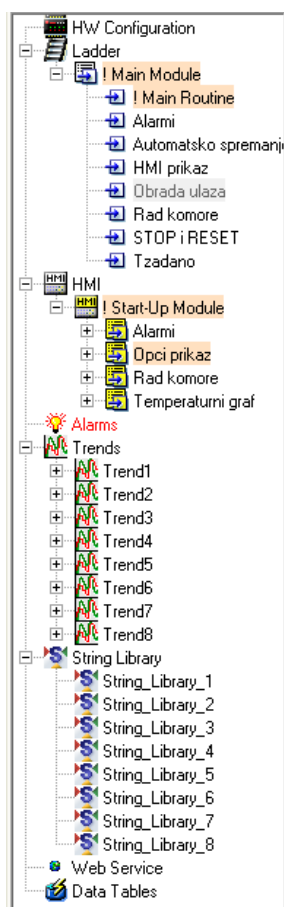 HW Configuration
Ladder
! Main Module
! Main Routine
Alarmi
Automatsko spremanj
HMI prikaz
Obrada ulaza
Rad komore
STOP i RESET
Tzadano
HMI
! Start-Up Module
Alarmi
Opci prikaz
Rad komore
Temperaturni graf
Alarms
Trends
Trend1
Trend2
Trend3
Trend4
Trend5
Trend6
Trend7
Trend8
String Library
String_Library_1
String_Library_2
String_Library_3
String_Library_4
String_Library_5
String_Library_6
String_Library_7
String_Library_8
Web Service
Data Tables